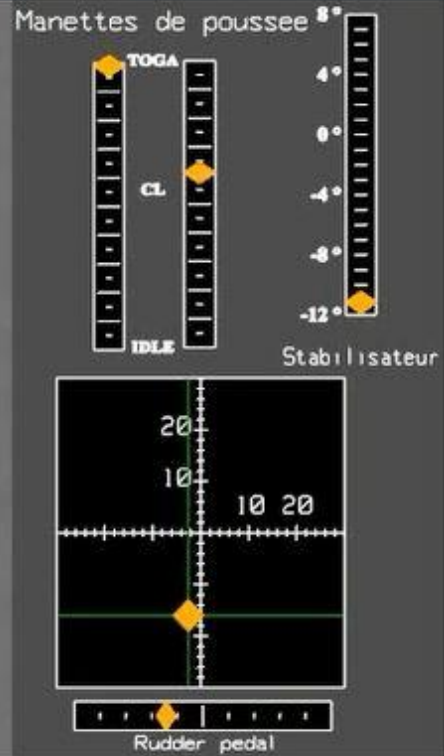 Manettes de poussee
8°
TOGA
4°
0°
CL
-4°
-8°
-12°
IDLE
Stabilisateur
20
10
10 20
Rudder pedal